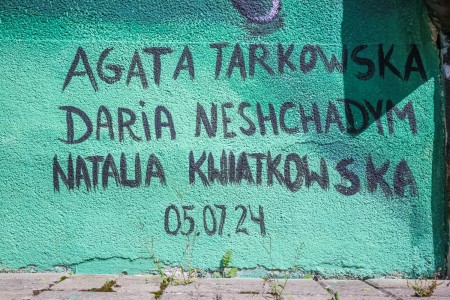 AGATA TARKOWSKA
DARiA NESHCHADYM
NATALIA KWIATKOWSKA
05.07.24